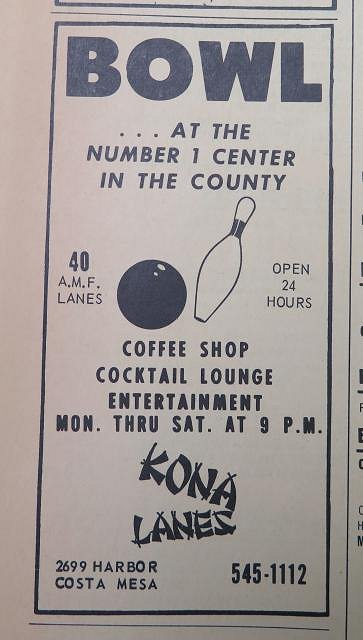 BOWL
. . . AT THE
NUMBER 1 CENTER
IN THE COUNTY
40
A.M.F.
LANES
OPEN
24
HOURS
COFFEE SHOP
COCKTAIL LOUNGE
ENTERTAINMENT
MON. THRU SAT. AT 9 P.M.
KONA
LANES
2699 HARBOR
COSTA MESA
545-1112